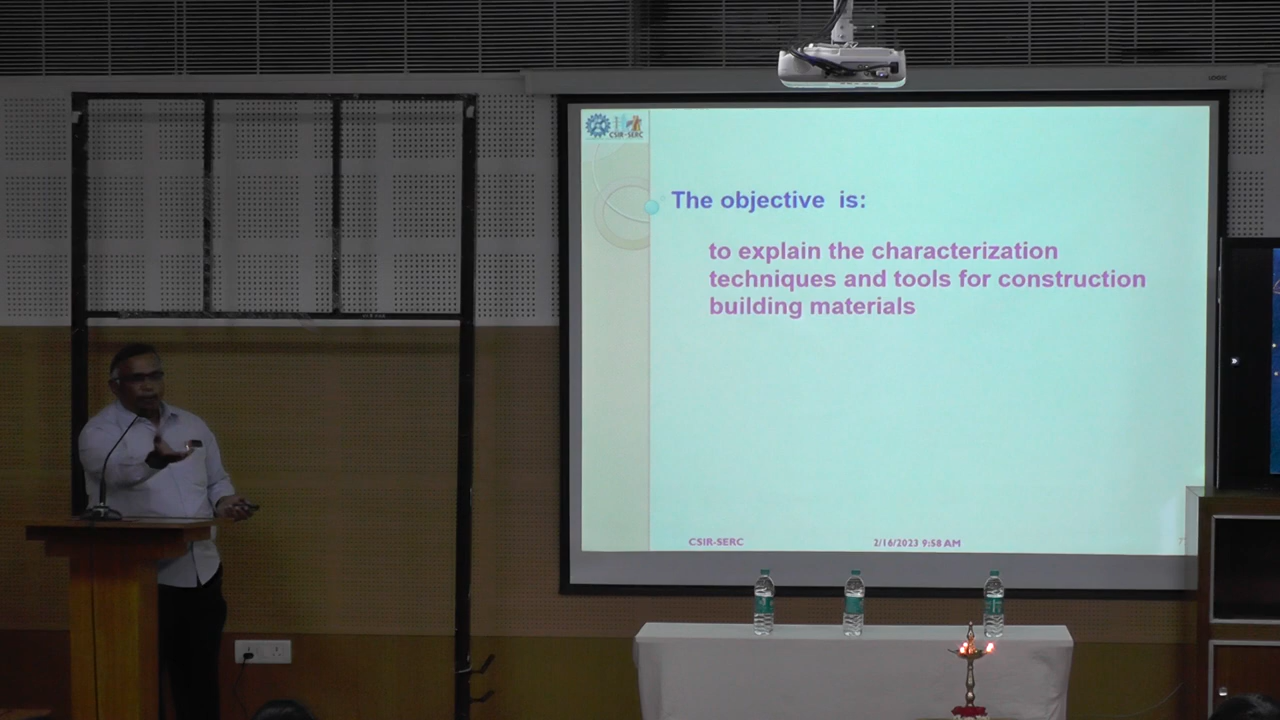 LOGIC
CSIR-SERC
The objective is:
to explain the characterization
techniques and tools for construction
building materials
CSIR-SERC
2/16/2023 9:58 AM